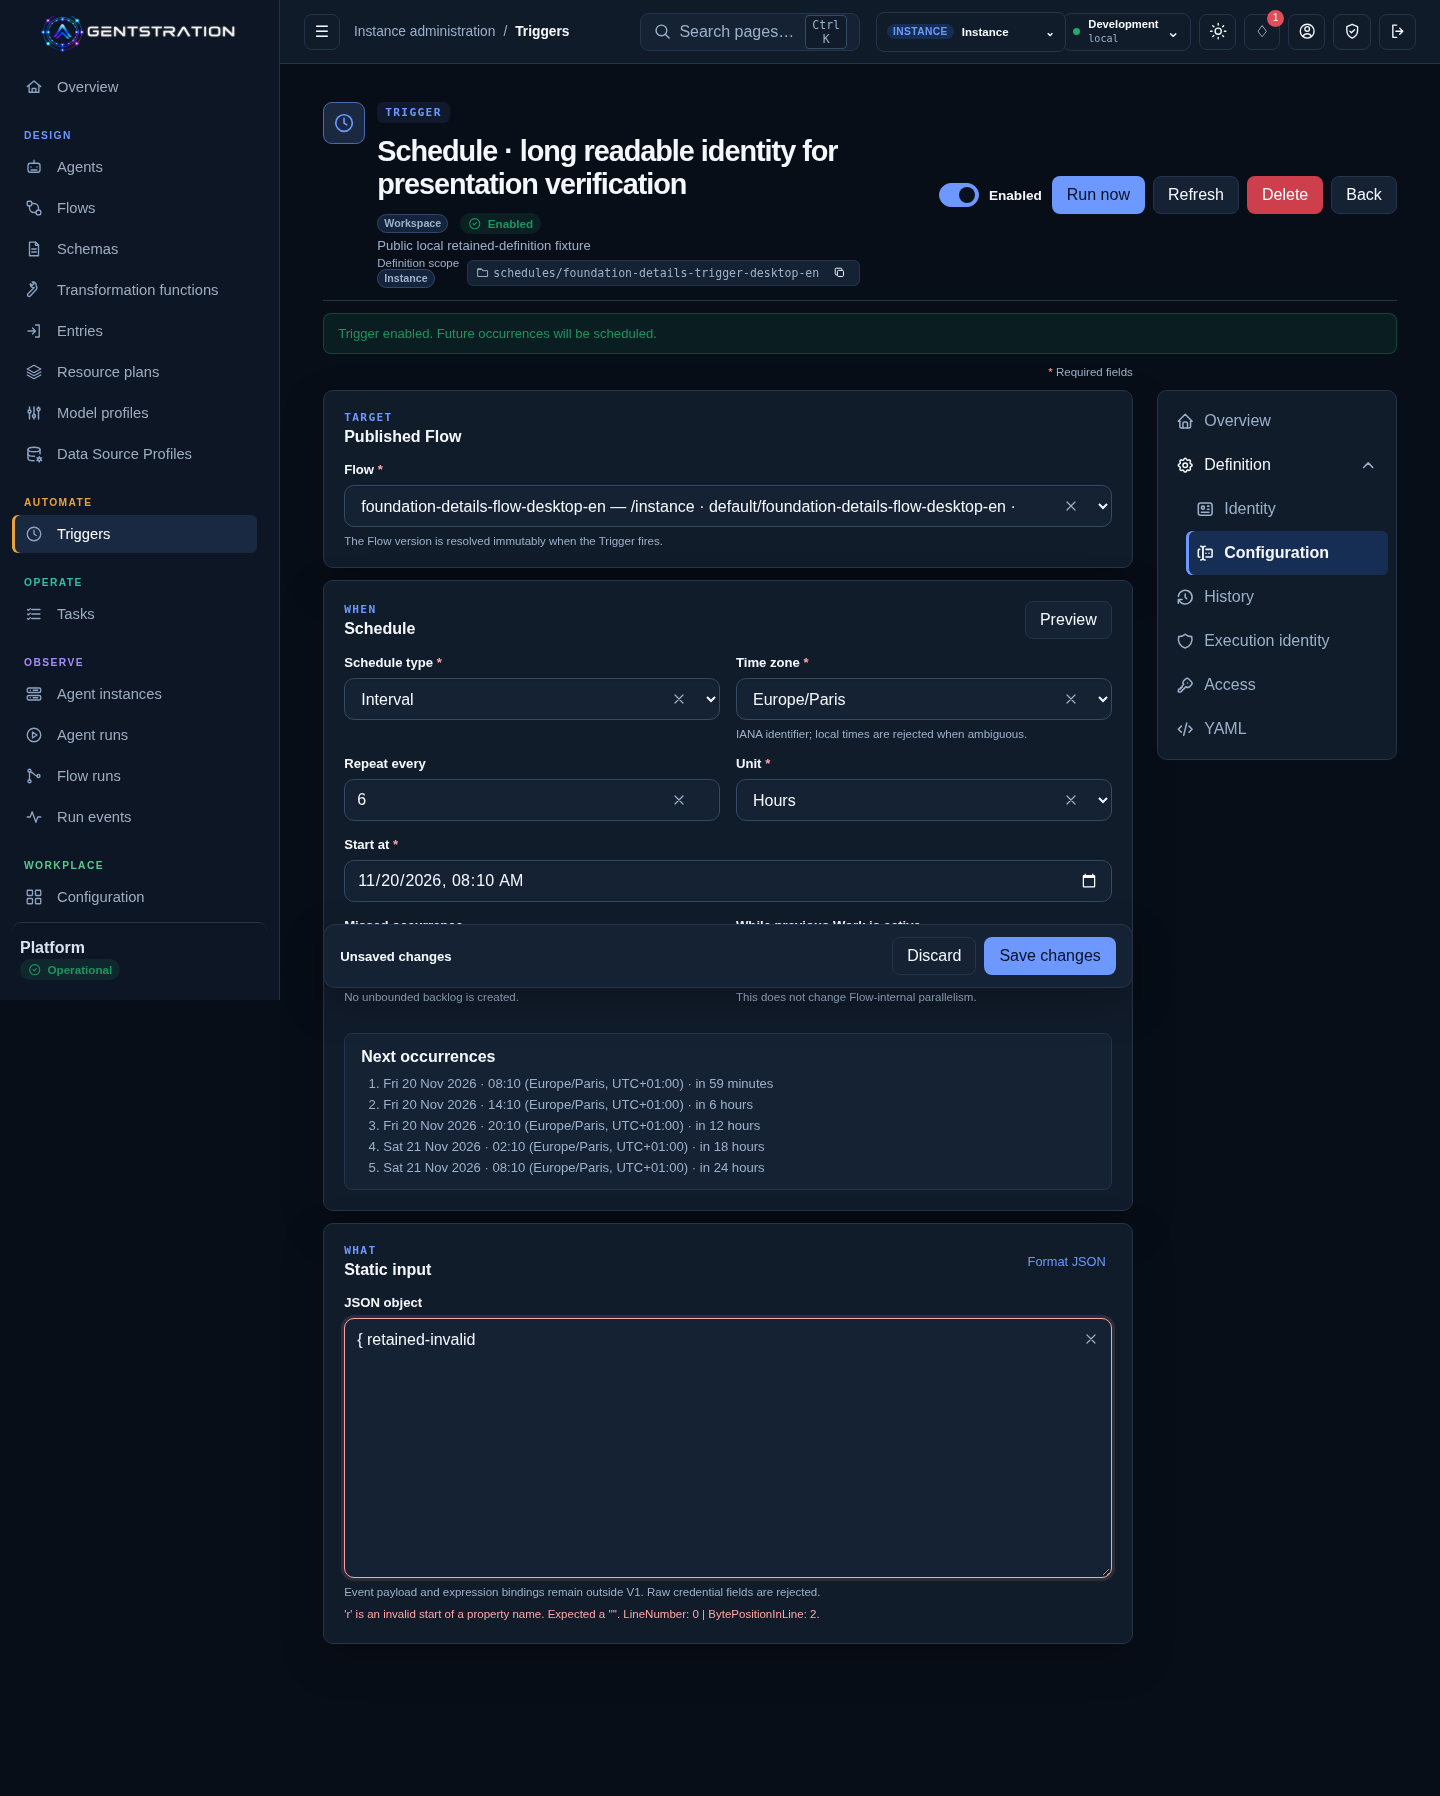 GENTSTRATION
Overview
DESIGN
Agents
Flows
Schemas
Transformation functions
Entries
Resource plans
Model profiles
Data Source Profiles
AUTOMATE
Triggers
OPERATE
Tasks
OBSERVE
Agent instances
Agent runs
Flow runs
Run events
WORKPLACE
Configuration
Platform
Operational
Instance administration / Triggers
Search pages…
Ctrl
K
INSTANCE Instance
Development
local
1
TRIGGER
Schedule · long readable identity for
presentation verification
Workspace
Enabled
Public local retained-definition fixture
Definition scope
Instance
schedules/foundation-details-trigger-desktop-en
Enabled
Run now
Refresh
Delete
Back
Trigger enabled. Future occurrences will be scheduled.
* Required fields
TARGET
Published Flow
Flow *
foundation-details-flow-desktop-en — /instance · default/foundation-details-flow-desktop-en ·
The Flow version is resolved immutably when the Trigger fires.
WHEN
Schedule
Preview
Schedule type *
Time zone *
Interval
Europe/Paris
IANA identifier; local times are rejected when ambiguous.
Repeat every
Unit *
6
Hours
Start at *
11/20/2026, 08:10 AM
Missed occurrence
While previous Work is active
Unsaved changes
Discard
Save changes
No unbounded backlog is created.
This does not change Flow-internal parallelism.
Next occurrences
1. Fri 20 Nov 2026 · 08:10 (Europe/Paris, UTC+01:00) · in 59 minutes
2. Fri 20 Nov 2026 · 14:10 (Europe/Paris, UTC+01:00) · in 6 hours
3. Fri 20 Nov 2026 · 20:10 (Europe/Paris, UTC+01:00) · in 12 hours
4. Sat 21 Nov 2026 · 02:10 (Europe/Paris, UTC+01:00) · in 18 hours
5. Sat 21 Nov 2026 · 08:10 (Europe/Paris, UTC+01:00) · in 24 hours
WHAT
Static input
Format JSON
JSON object
{ retained-invalid
Event payload and expression bindings remain outside V1. Raw credential fields are rejected.
'r' is an invalid start of a property name. Expected a '"'. LineNumber: 0 | BytePositionInLine: 2.
Overview
Definition
Identity
Configuration
History
Execution identity
Access
YAML